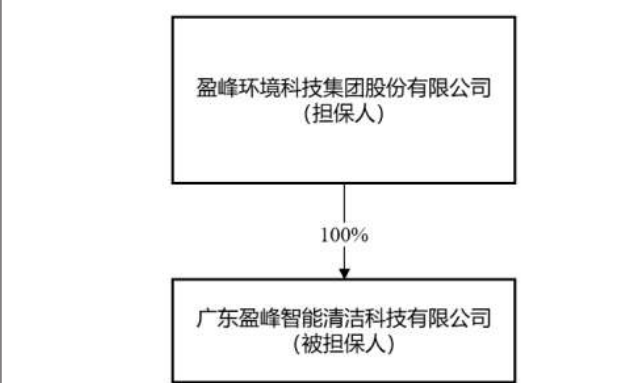 盈峰环境科技集团股份有限公司
（担保人）
100%
广东盈峰智能清洁科技有限公司
（被担保人）